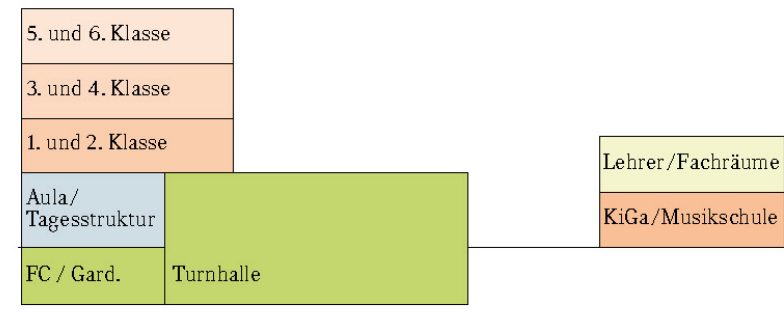 5. und 6. Klasse
3. und 4. Klasse
1. und 2. Klasse
Aula/
Tagesstruktur
FC / Gard.
Turnhalle
Lehrer/Fachräume
KiGa/Musikschule